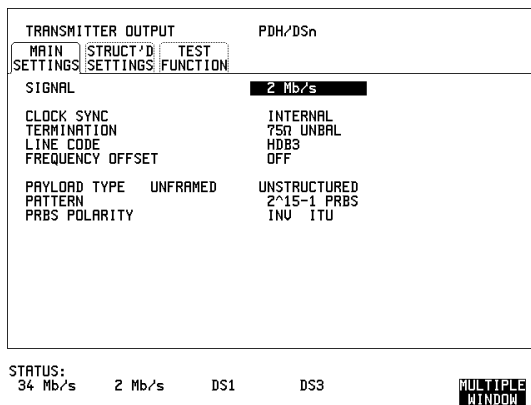 TRANSMITTER OUTPUT PDH/DSn
MAIN SETTINGS STRUCT'D SETTINGS TEST FUNCTION
SIGNAL 2 Mb/s
CLOCK SYNC INTERNAL
TERMINATION 75Ω UNBAL
LINE CODE HDB3
FREQUENCY OFFSET OFF
PAYLOAD TYPE UNFRAMED UNSTRUCTURED
PATTERN 2^15-1 PRBS
PRBS POLARITY INV ITU
STATUS:
34 Mb/s 2 Mb/s DS1 DS3 MULTIPLE WINDOW